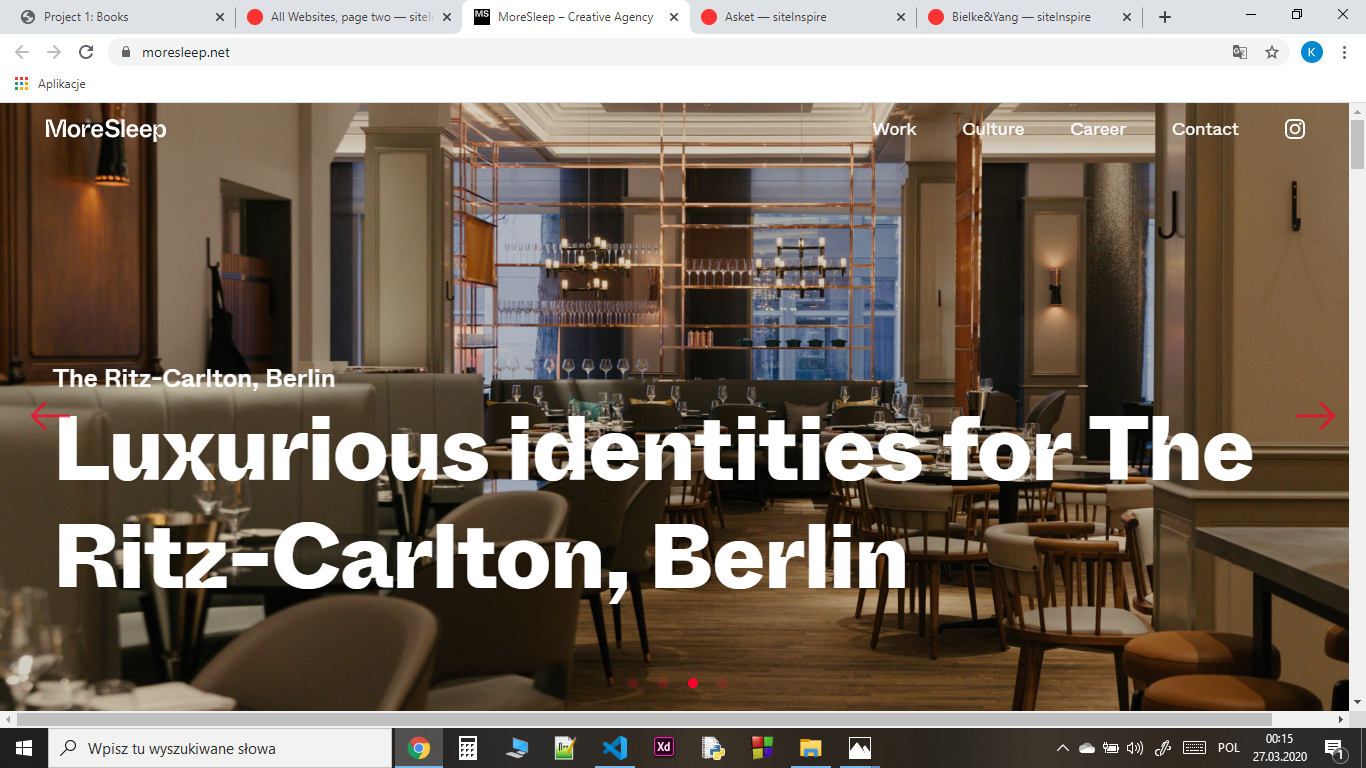 Project 1: Books
All Websites, page two — siteI
MoreSleep – Creative Agency
Asket — siteInspire
Bielke&Yang — siteInspire
moresleep.net
K
Aplikacje
MoreSleep
Work
Culture
Career
Contact
The Ritz-Carlton, Berlin
Luxurious identities for The
Ritz-Carlton, Berlin
Wpisz tu wyszukiwane słowa
Xd
POL
00:15
27.03.2020
1